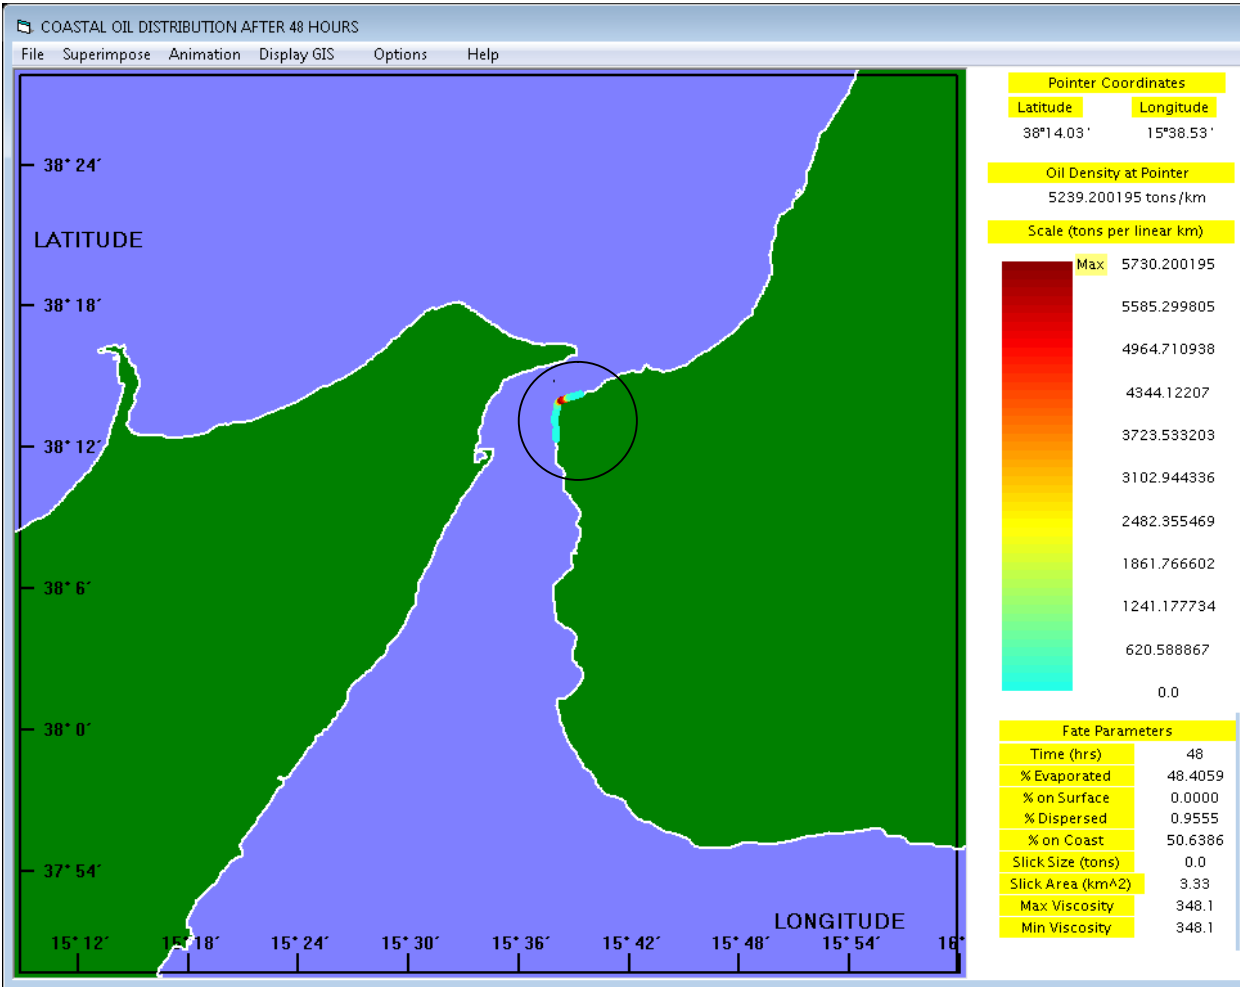 COASTAL OIL DISTRIBUTION AFTER 48 HOURS
File Superimpose Animation Display GIS Options Help
38° 24´
LATITUDE
38° 18´
38° 12´
38° 6´
38° 0´
37° 54´
LONGITUDE
15° 12´ 15° 18´ 15° 24´ 15° 30´ 15° 36´ 15° 42´ 15° 48´ 15° 54´ 16°
Pointer Coordinates
Latitude Longitude
38°14.03' 15°38.53'
Oil Density at Pointer
5239.200195 tons/km
Scale (tons per linear km)
Max 5730.200195
5585.299805
4964.710938
4344.12207
3723.533203
3102.944336
2482.355469
1861.766602
1241.177734
620.588867
0.0
Fate Parameters
Time (hrs) 48
% Evaporated 48.4059
% on Surface 0.0000
% Dispersed 0.9555
% on Coast 50.6386
Slick Size (tons) 0.0
Slick Area (km^2) 3.33
Max Viscosity 348.1
Min Viscosity 348.1